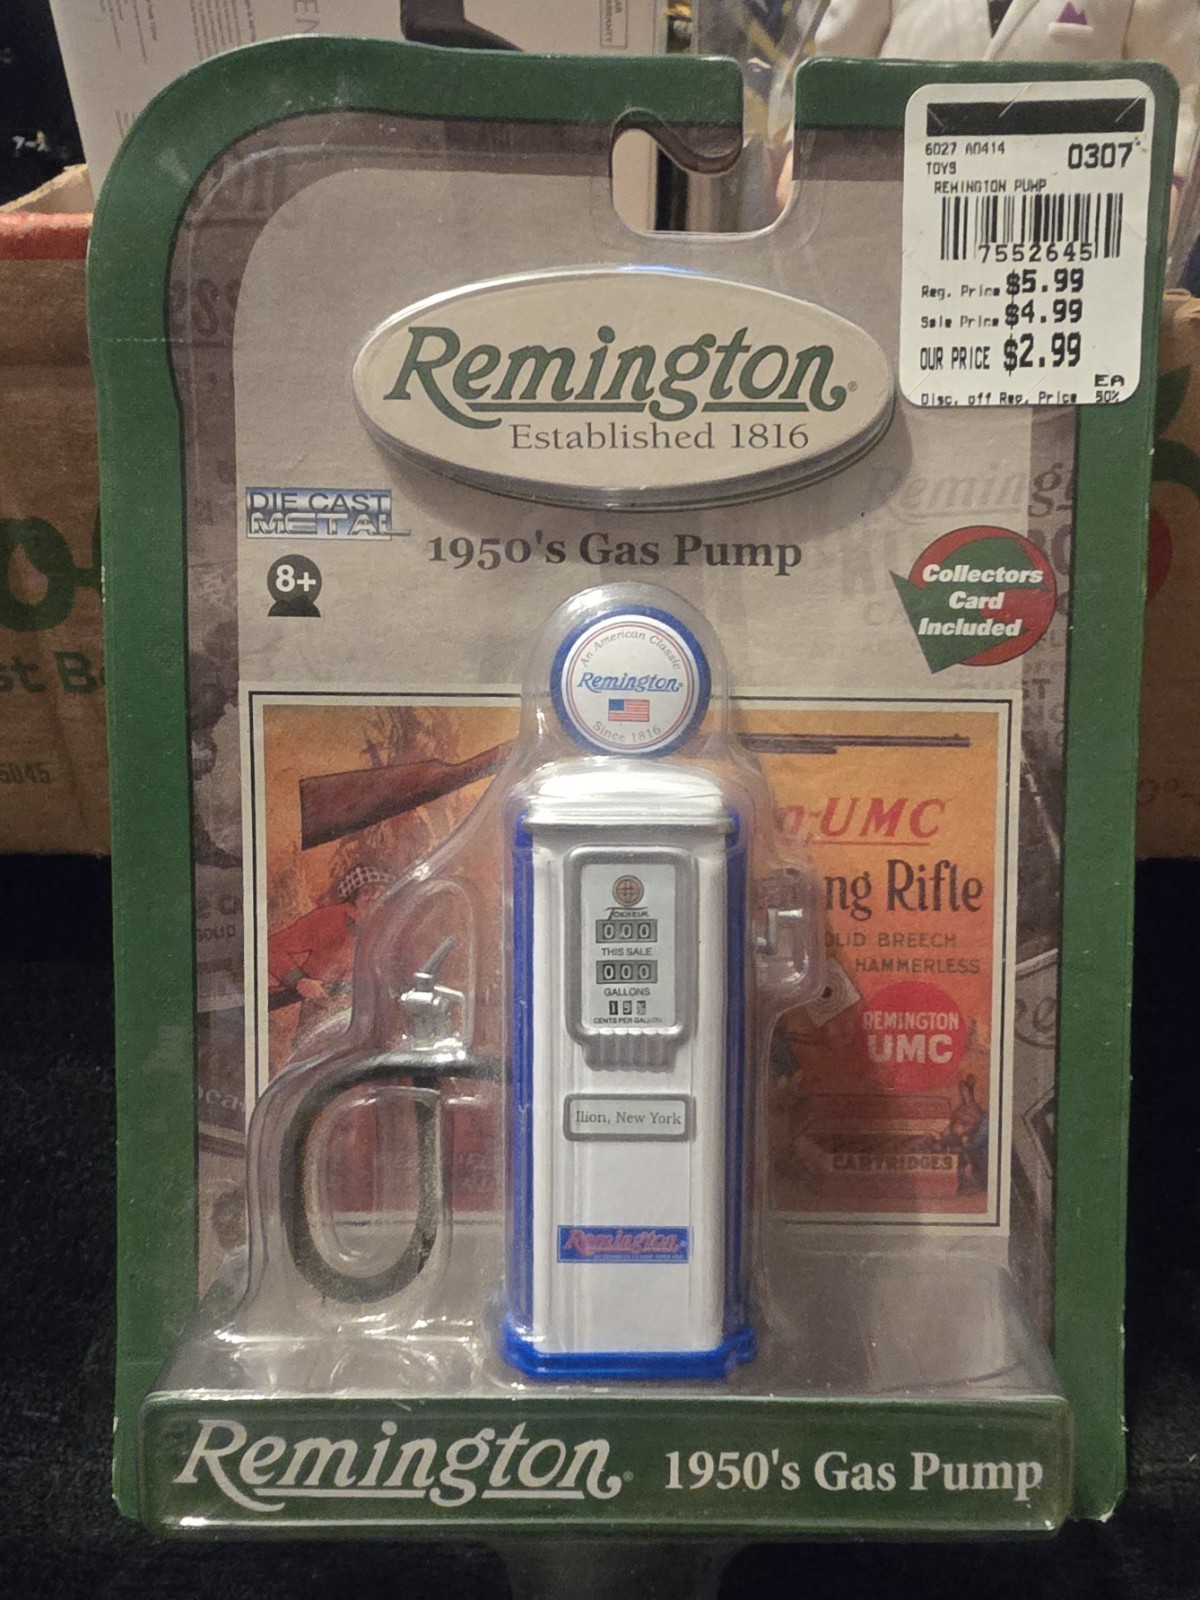 6027 A0414
0307
TOYS
REMINGTON PUMP
7552645
Reg. Price $5.99
Sale Price $4.99
OUR PRICE $2.99
EA
Disc. off Reg. Price 50%
Remington®
Established 1816
DIE CAST
METAL
1950's Gas Pump
8+
Collectors
Card
Included
Remington
An American Classic
Remington®
Since 1816
UMC
ng Rifle
SOLID BREECH
HAMMERLESS
REMINGTON
UMC
CARTRIDGES
TOKHEIM
000
THIS SALE
000
GALLONS
CENTS PER GALLON
Ilion, New York
Remington®
Remington® 1950's Gas Pump